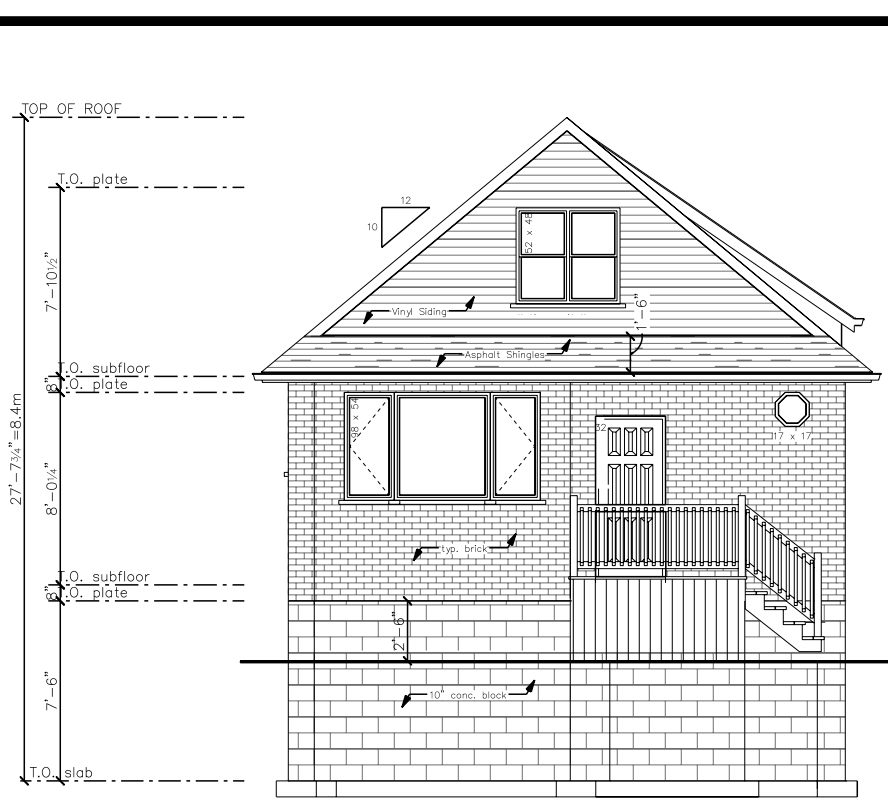 TOP OF ROOF
T.O. plate
12
10
52 x 48
7'-10½"
Vinyl Siding
1'-6"
Asphalt Shingles
T.O. subfloor
8"
T.O. plate
98 x 54
32
17 x 17
27'-7¾"=8.4m
8'-0¼"
typ. brick
T.O. subfloor
8"
T.O. plate
2'-6"
7'-6"
10" conc. block
T.O. slab